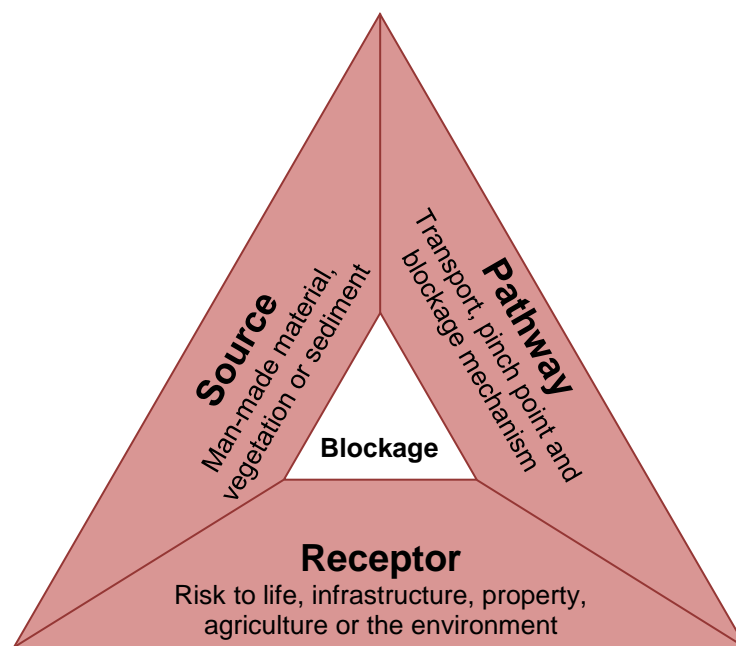 Source
Man-made material,
vegetation or sediment
Pathway
Transport, pinch point and
blockage mechanism
Blockage
Receptor
Risk to life, infrastructure, property,
agriculture or the environment